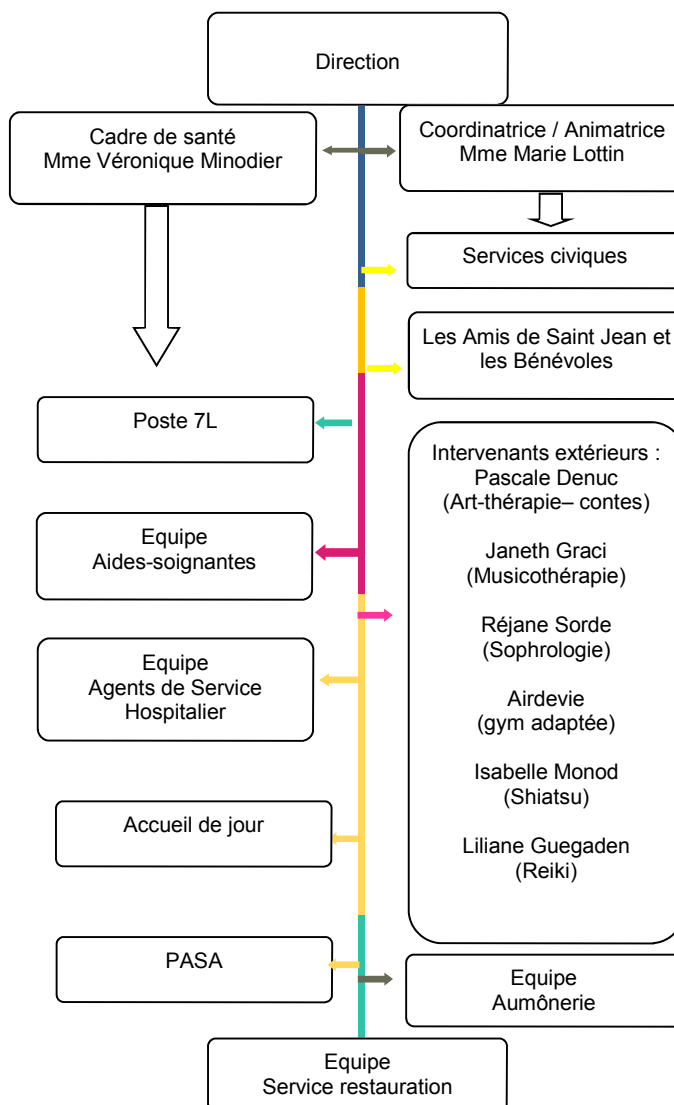 Direction
Cadre de santé
Mme Véronique Minodier
Coordinatrice / Animatrice
Mme Marie Lottin
Services civiques
Les Amis de Saint Jean et
les Bénévoles
Poste 7L
Intervenants extérieurs :
Pascale Denuc
(Art-thérapie– contes)
Janeth Graci
(Musicothérapie)
Réjane Sorde
(Sophrologie)
Airdevie
(gym adaptée)
Isabelle Monod
(Shiatsu)
Liliane Guegaden
(Reiki)
Equipe
Aides-soignantes
Equipe
Agents de Service
Hospitalier
Accueil de jour
PASA
Equipe
Aumônerie
Equipe
Service restauration